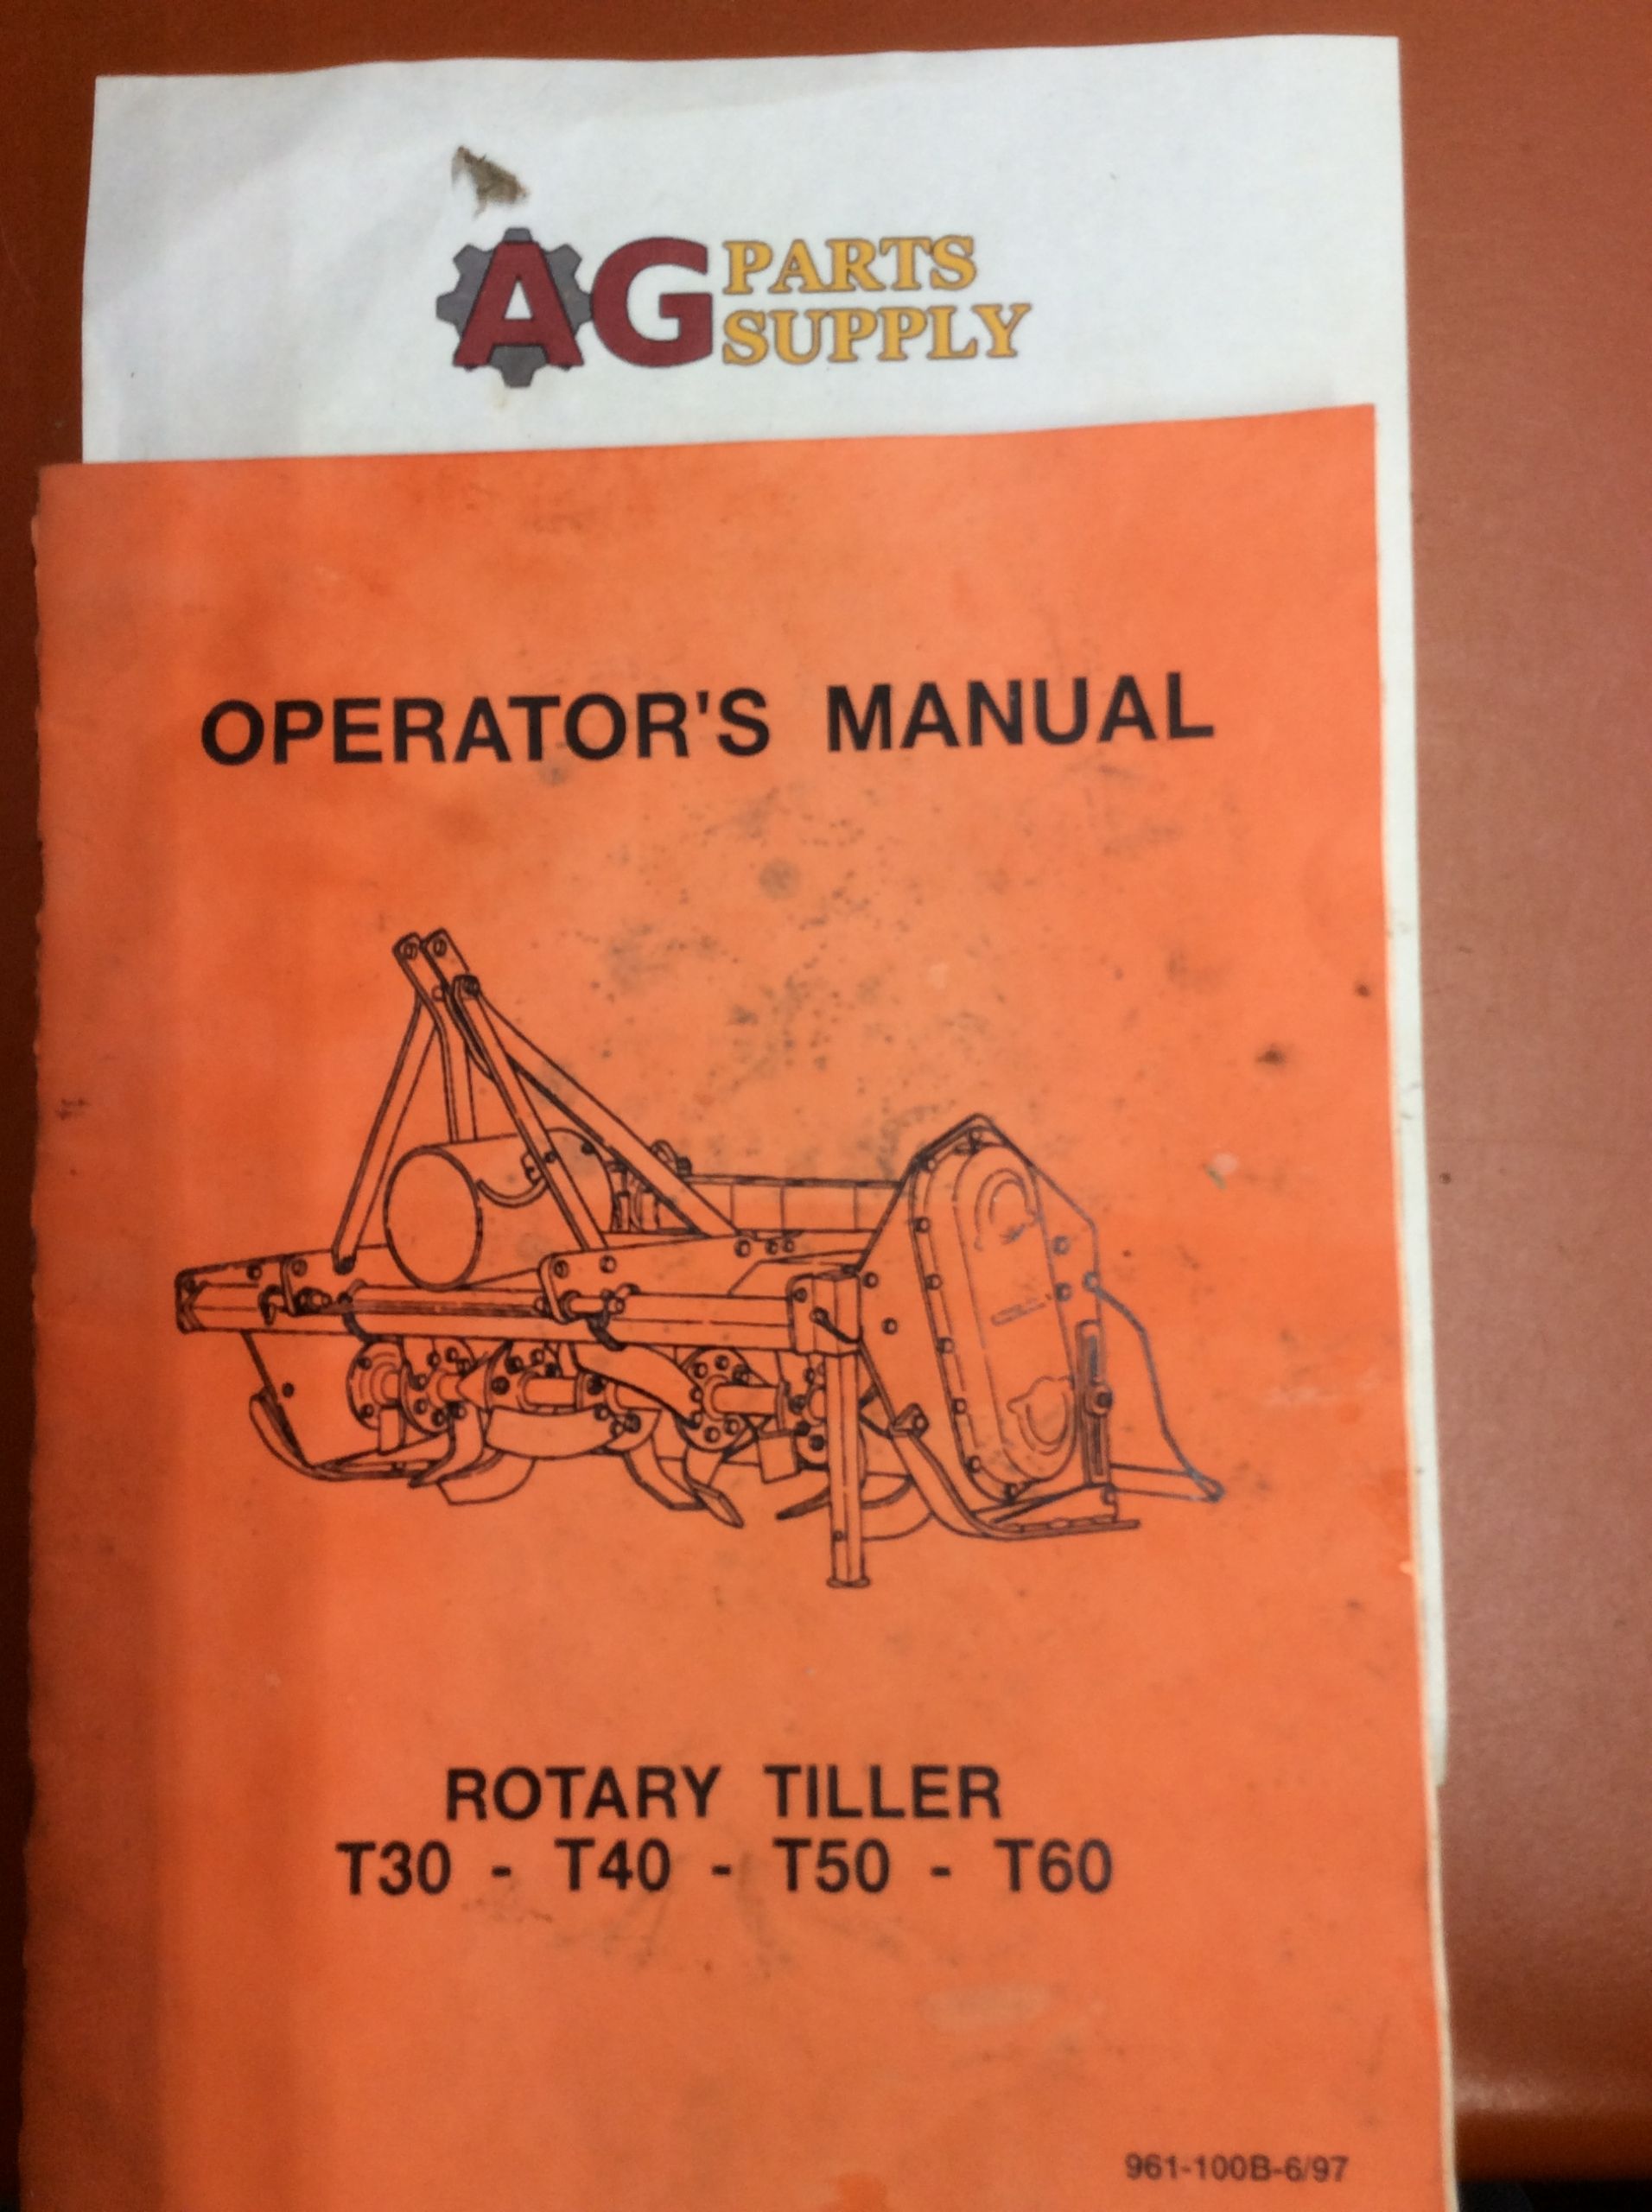 AG PARTS
SUPPLY
OPERATOR'S MANUAL
ROTARY TILLER
T30 - T40 - T50 - T60
961-100B-6/97